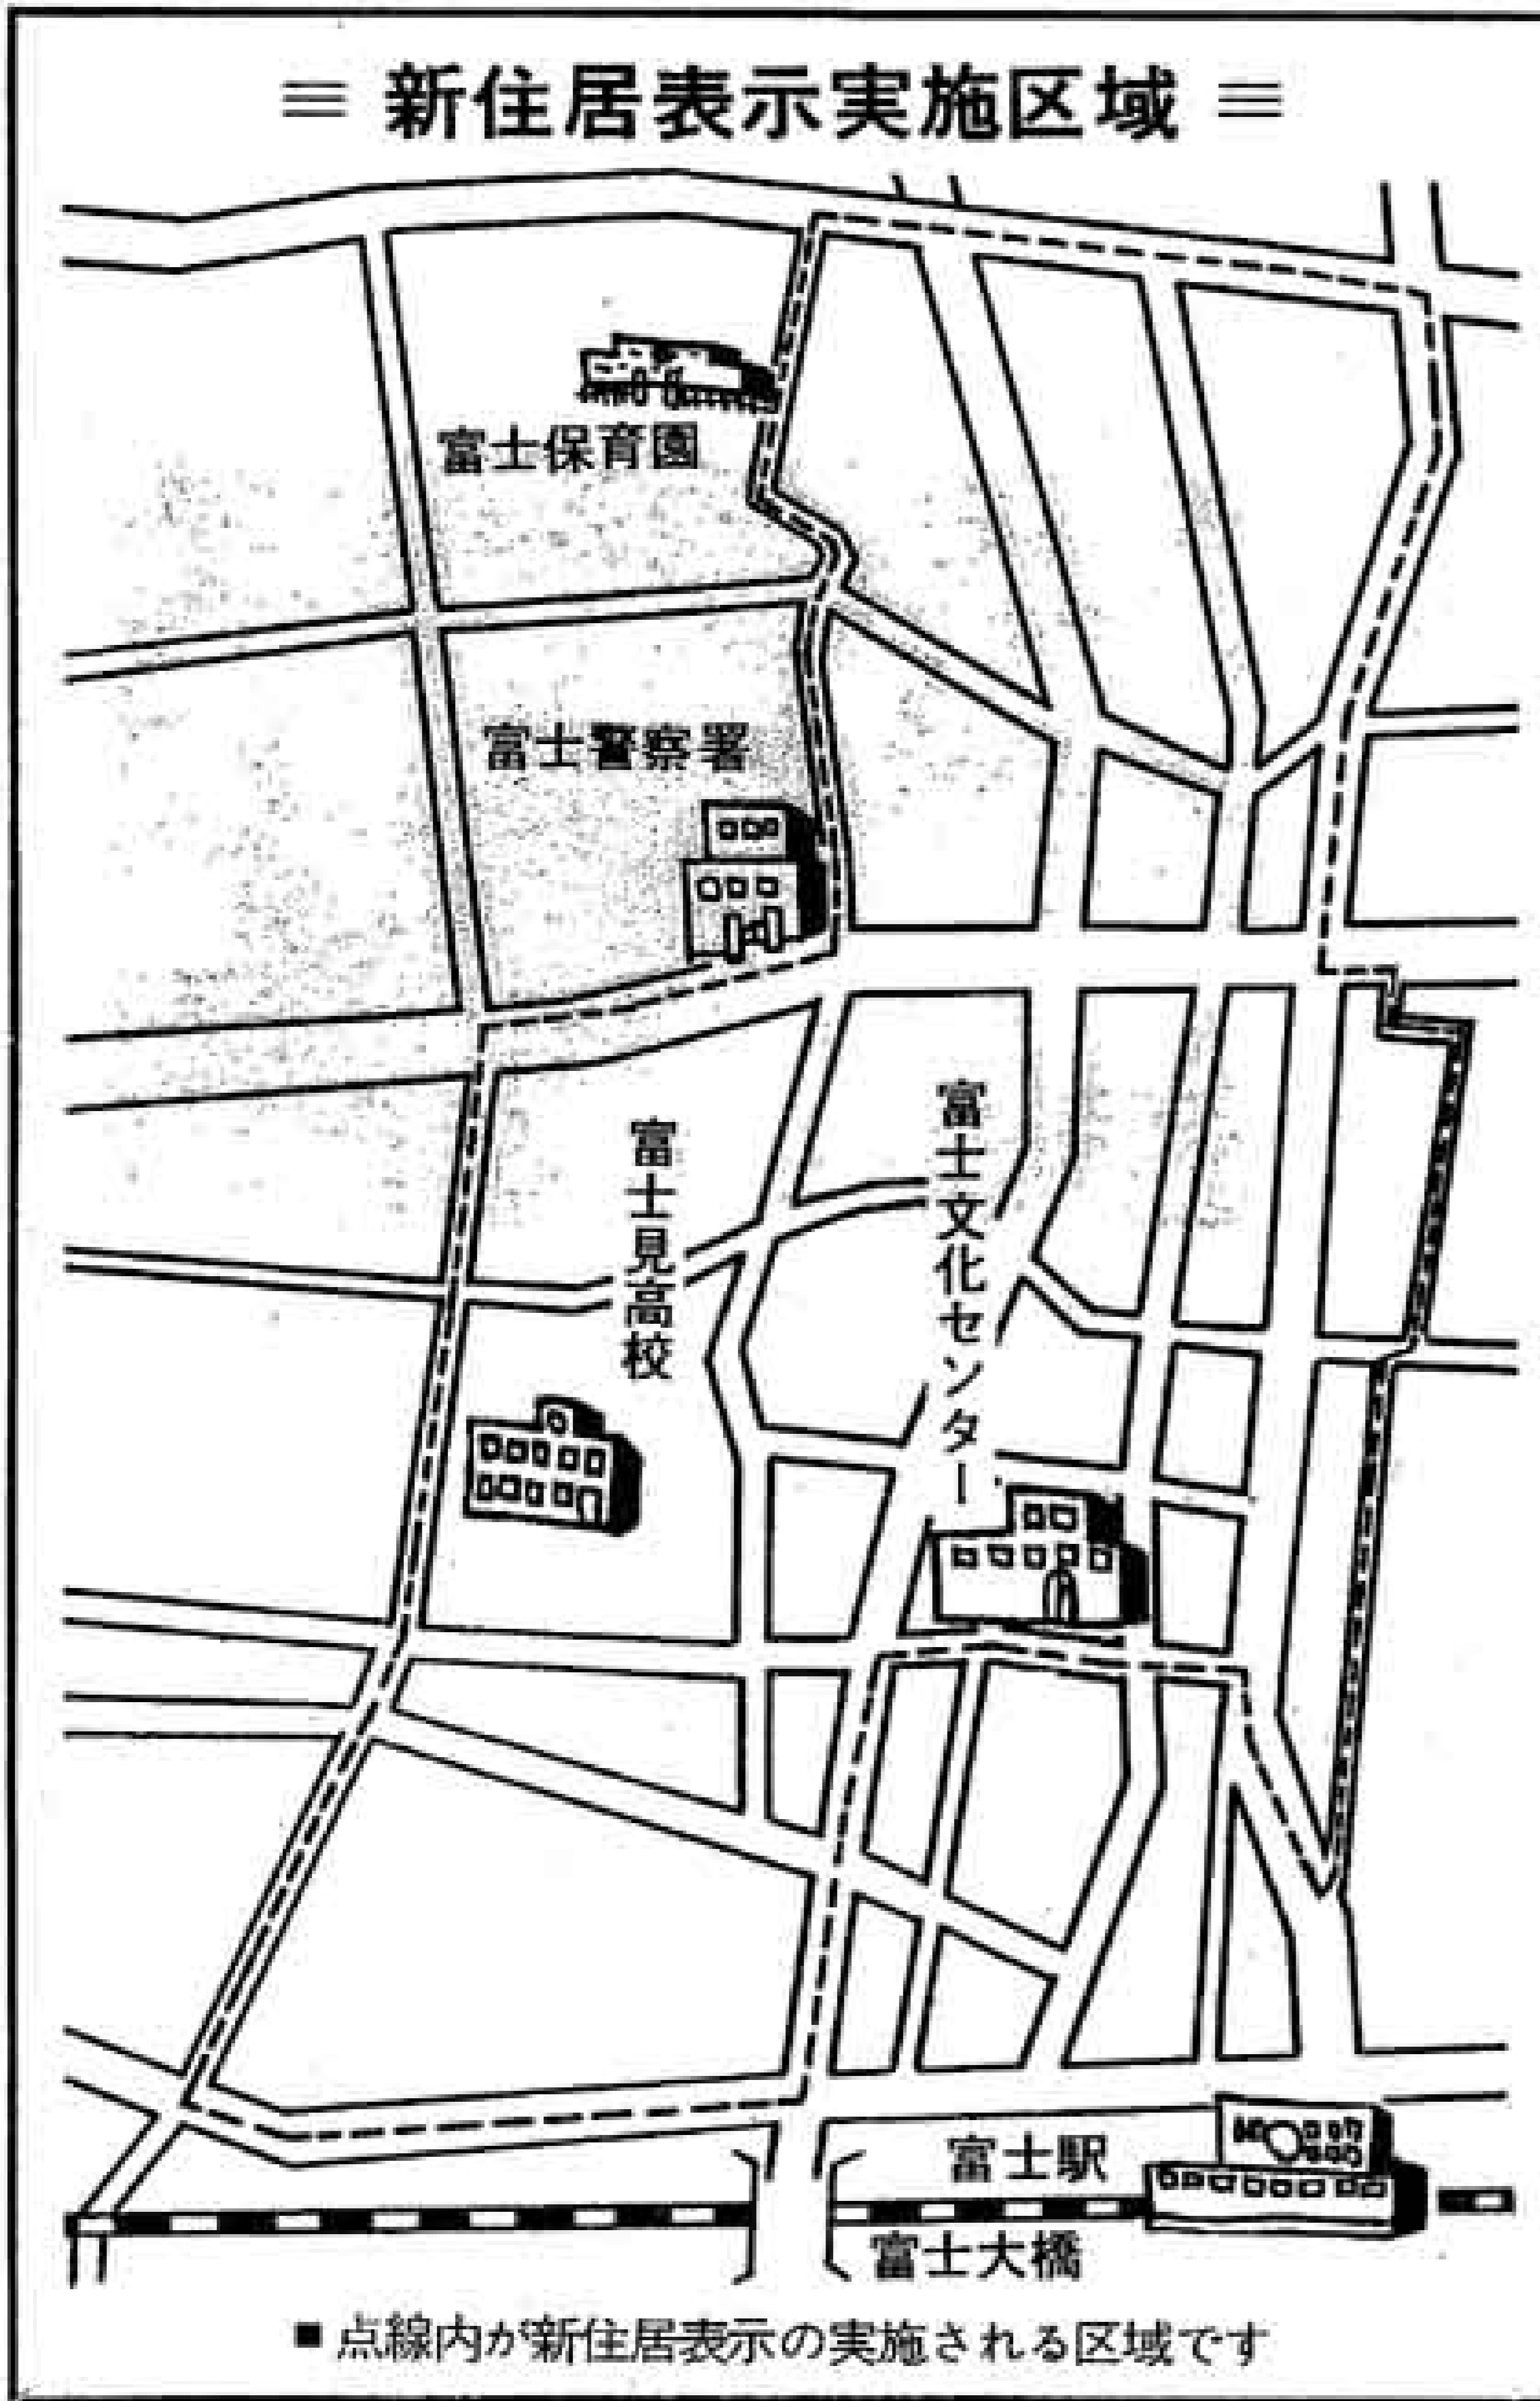 ≡ 新住居表示実施区域 ≡
富士保育園
富士警察署
富士見高校
富士文化センター
富士駅
富士大橋
■ 点線内が新住居表示の実施される区域です